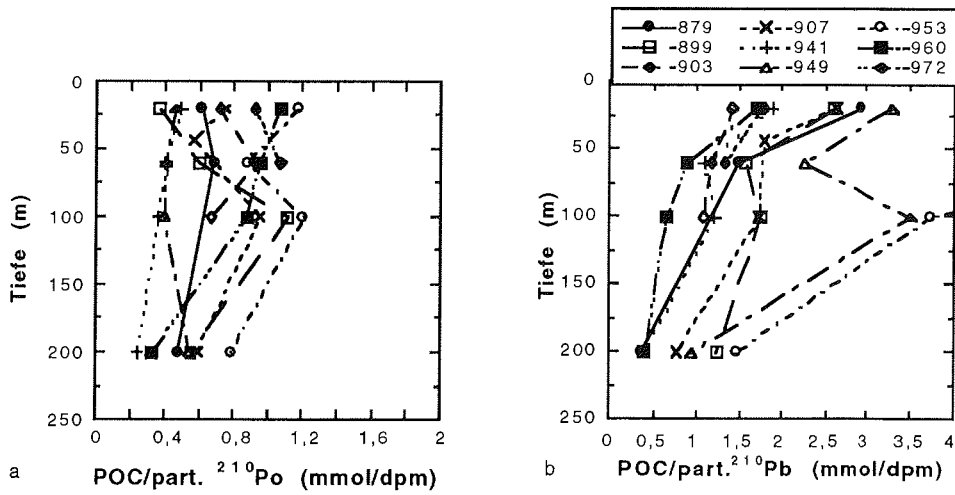 879
907
953
899
941
960
903
949
972
0
50
100
150
200
250
Tiefe (m)
0 0,4 0,8 1,2 1,6 2
POC/part. ²¹⁰Po (mmol/dpm)
a
0
50
100
150
200
250
Tiefe (m)
0 0,5 1 1,5 2 2,5 3 3,5 4
POC/part.²¹⁰Pb (mmol/dpm)
b